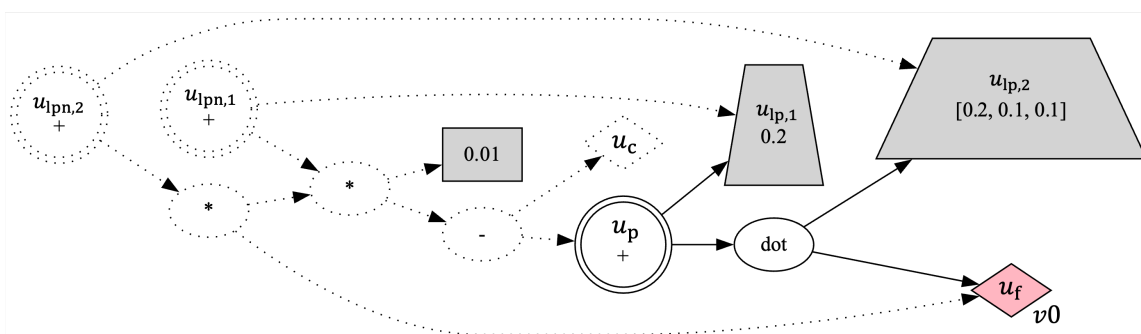 u_lpn,2
+
u_lpn,1
+
*
*
0.01
-
u_c
u_p
+
u_lp,1
0.2
dot
u_lp,2
[0.2, 0.1, 0.1]
u_f
v0